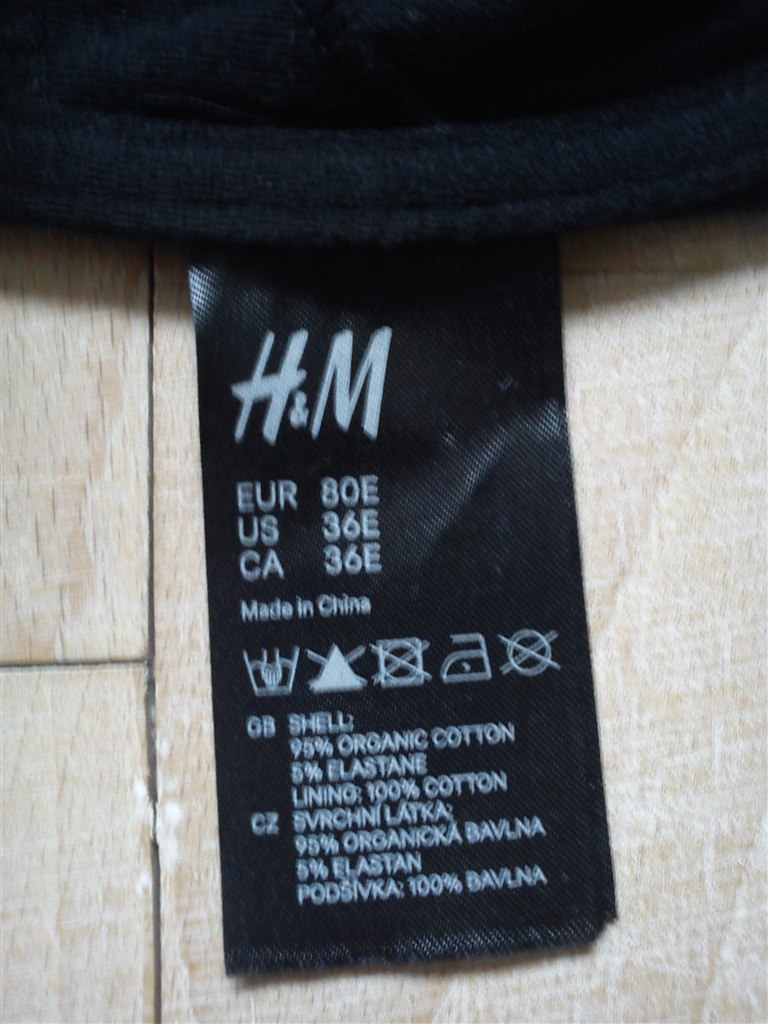 H&M
EUR 80E
US 36E
CA 36E
Made in China
GB SHELL:
95% ORGANIC COTTON
5% ELASTANE
LINING: 100% COTTON
CZ SVRCHNÍ LÁTKA:
95% ORGANICKÁ BAVLNA
5% ELASTAN
PODŠÍVKA: 100% BAVLNA